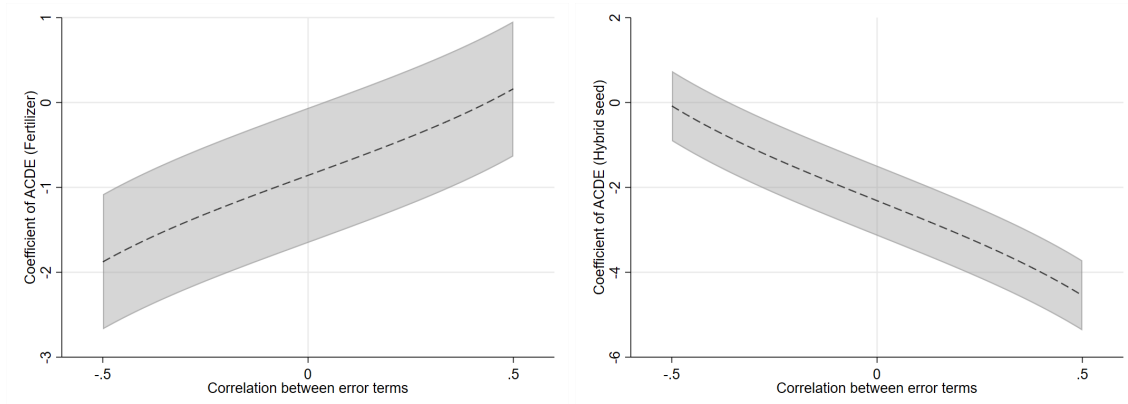 Coefficient of ACDE (Fertilizer)
1
0
-1
-2
-3
-.5 0 .5
Correlation between error terms
Coefficient of ACDE (Hybrid seed)
2
0
-2
-4
-6
-.5 0 .5
Correlation between error terms